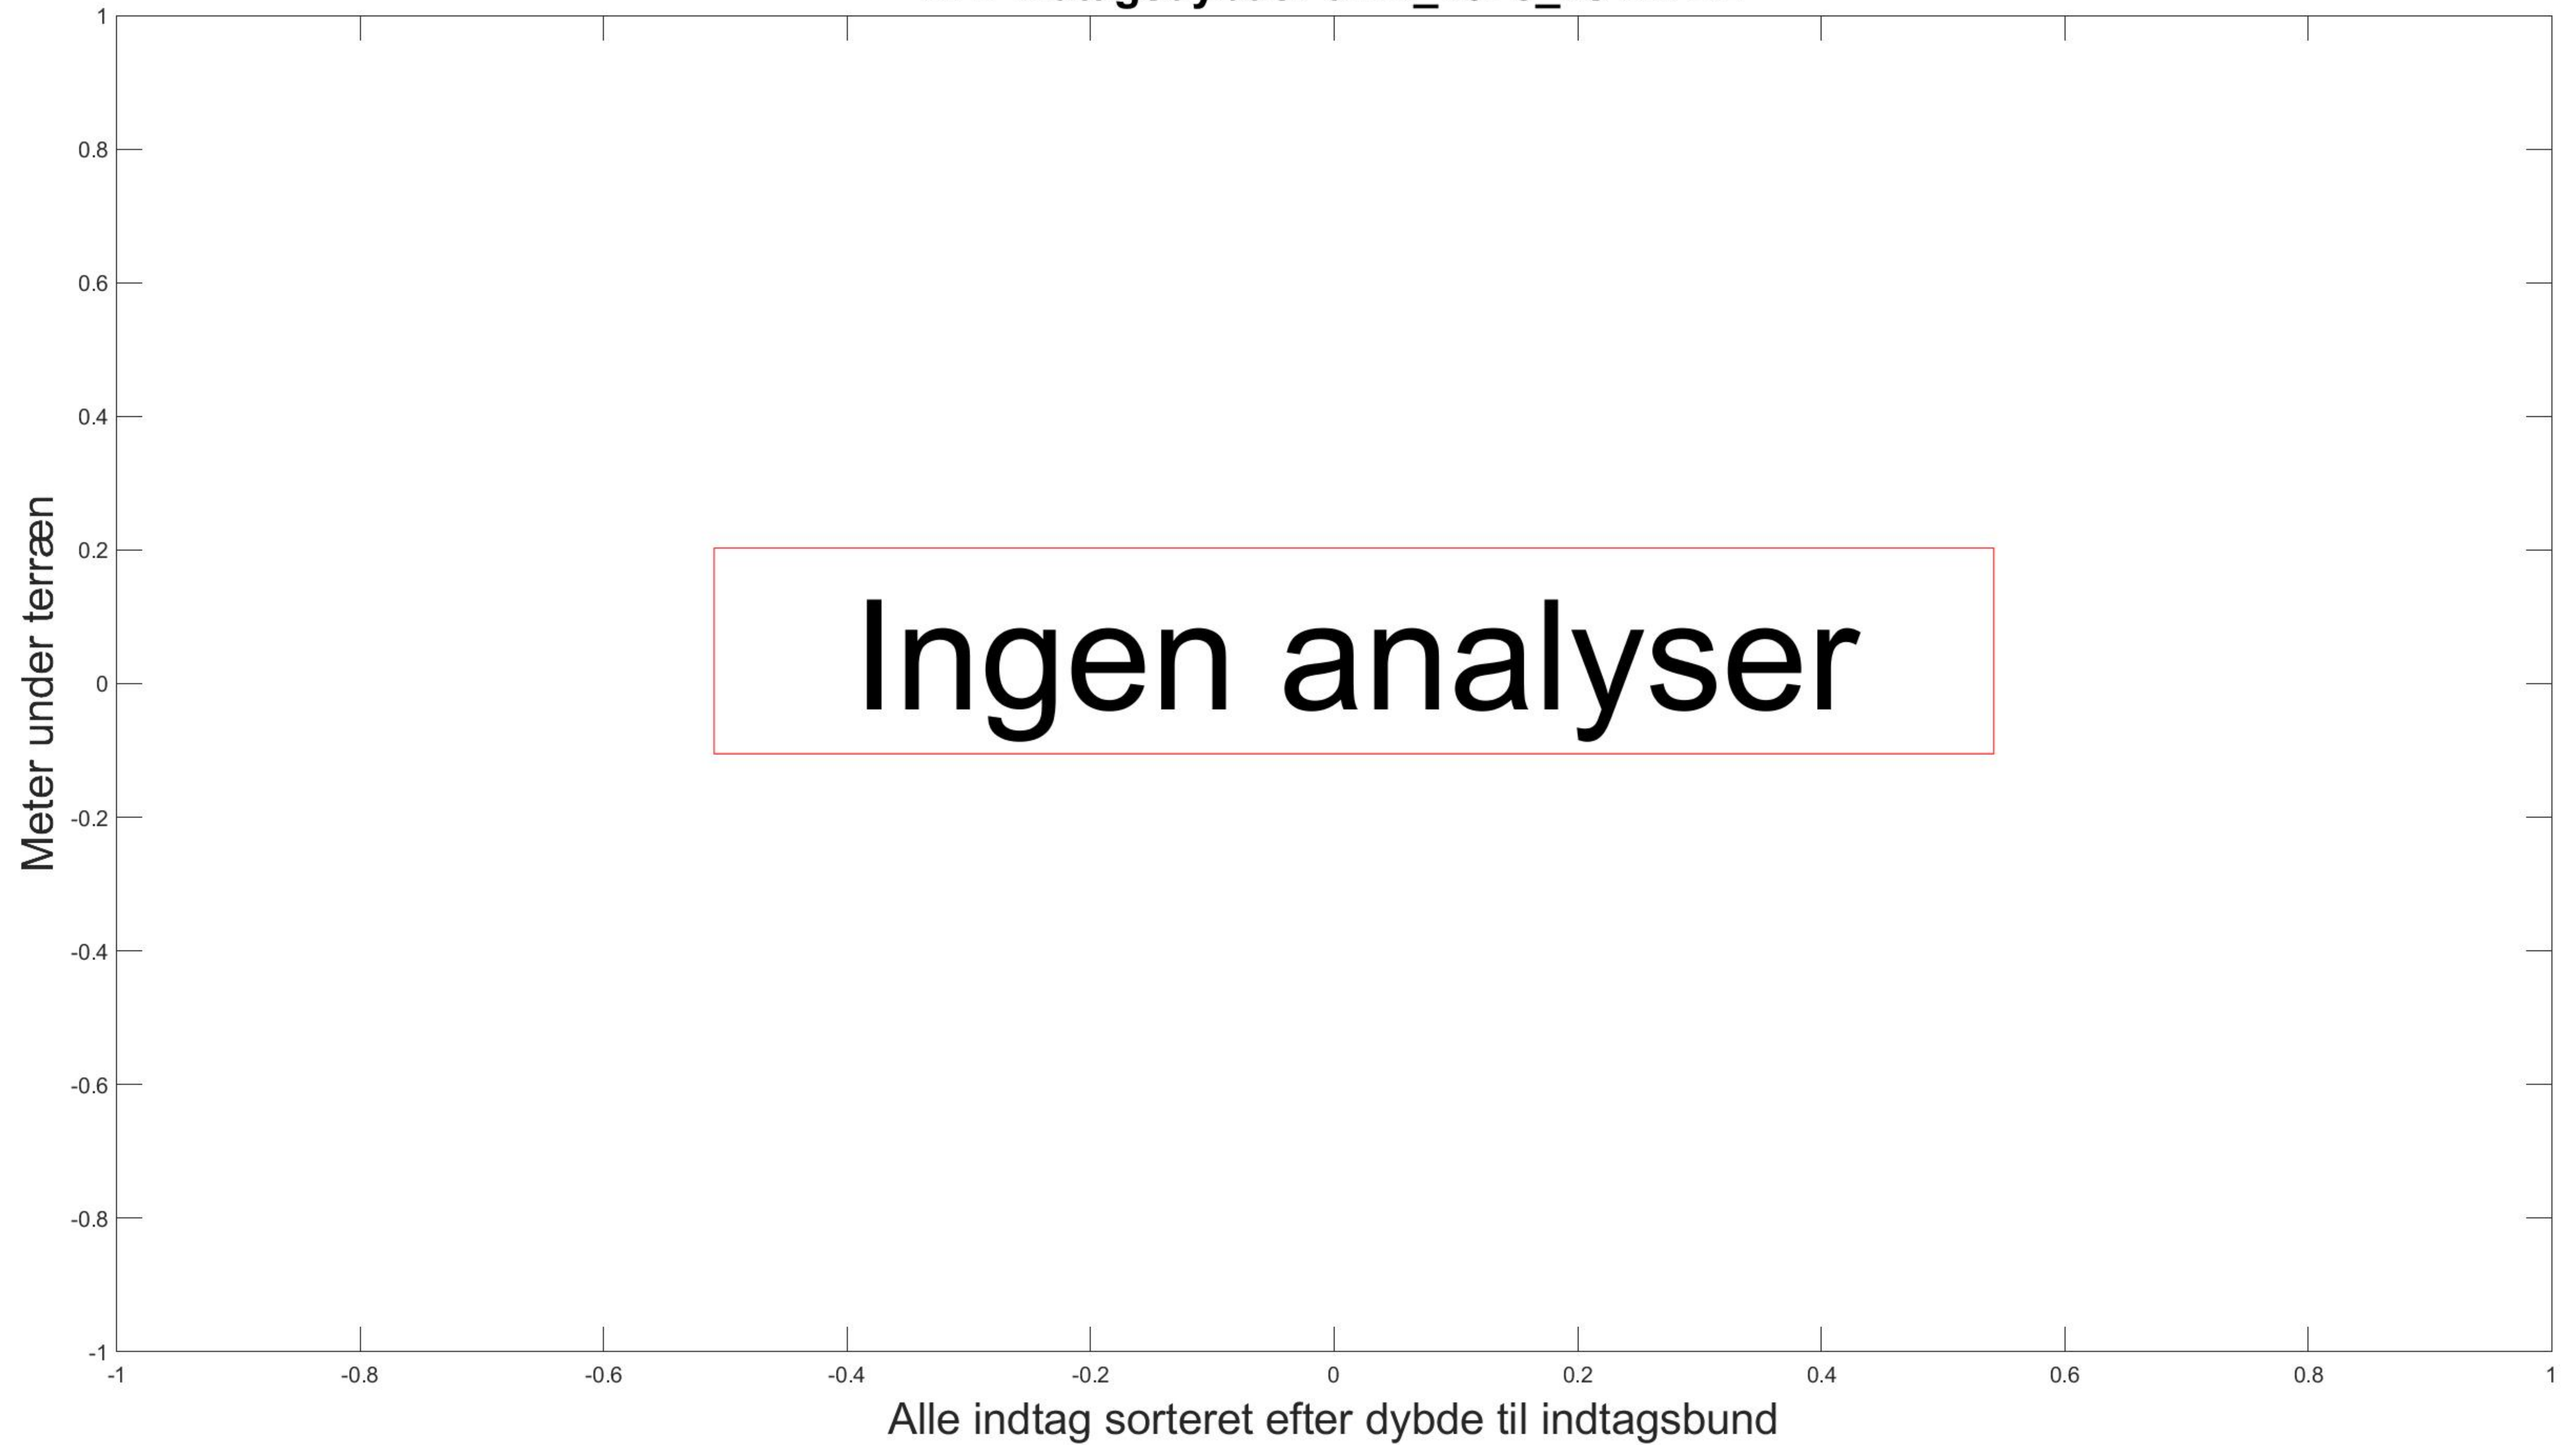 1
0.8
0.6
0.4
0.2
0
-0.2
-0.4
-0.6
-0.8
-1
Meter under terræn
Ingen analyser
-1 -0.8 -0.6 -0.4 -0.2 0 0.2 0.4 0.6 0.8 1
Alle indtag sorteret efter dybde til indtagsbund